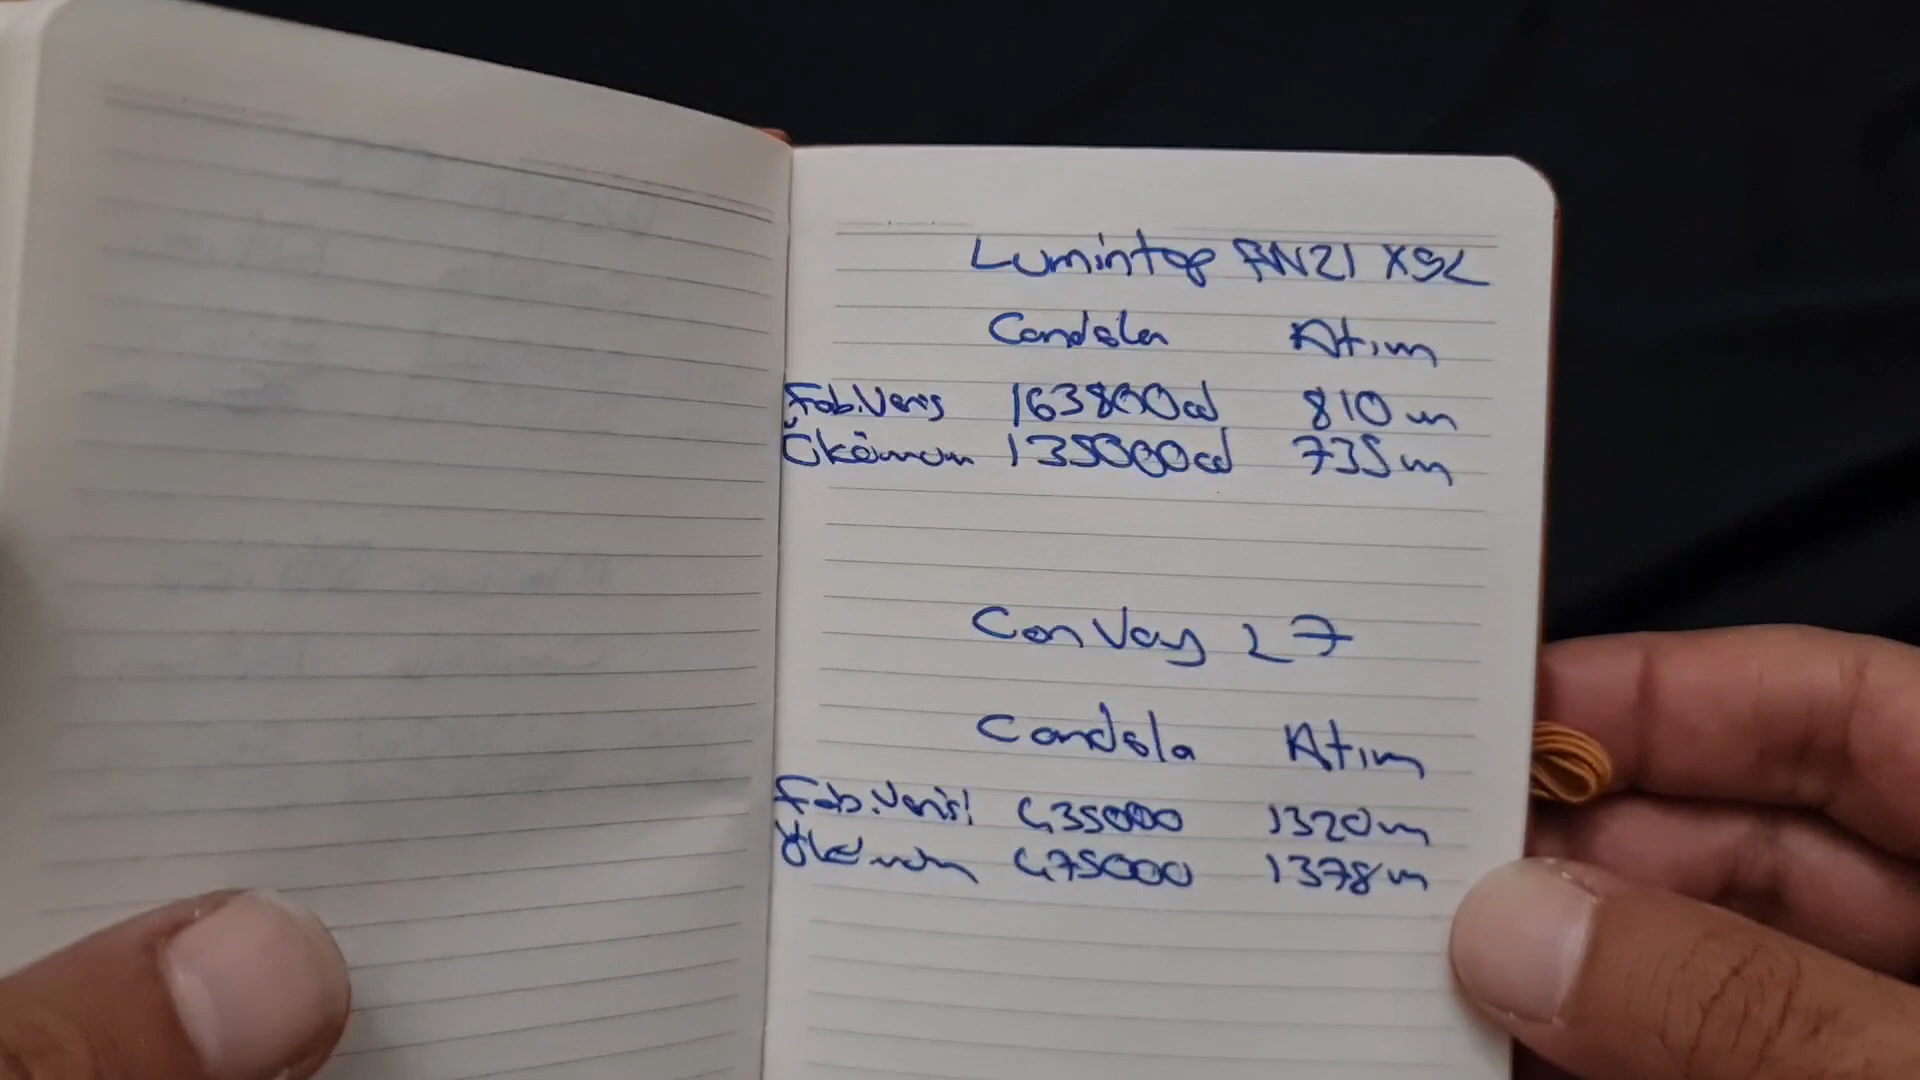 Lumintop FW21 X9L
Candela Atım
Fab.Veris 163800cd 810m
Ölçümüm 135000cd 735m
Convoy L7
Candela Atım
Fab.Verisi 435000 1320m
Ölçümüm 475000 1378m